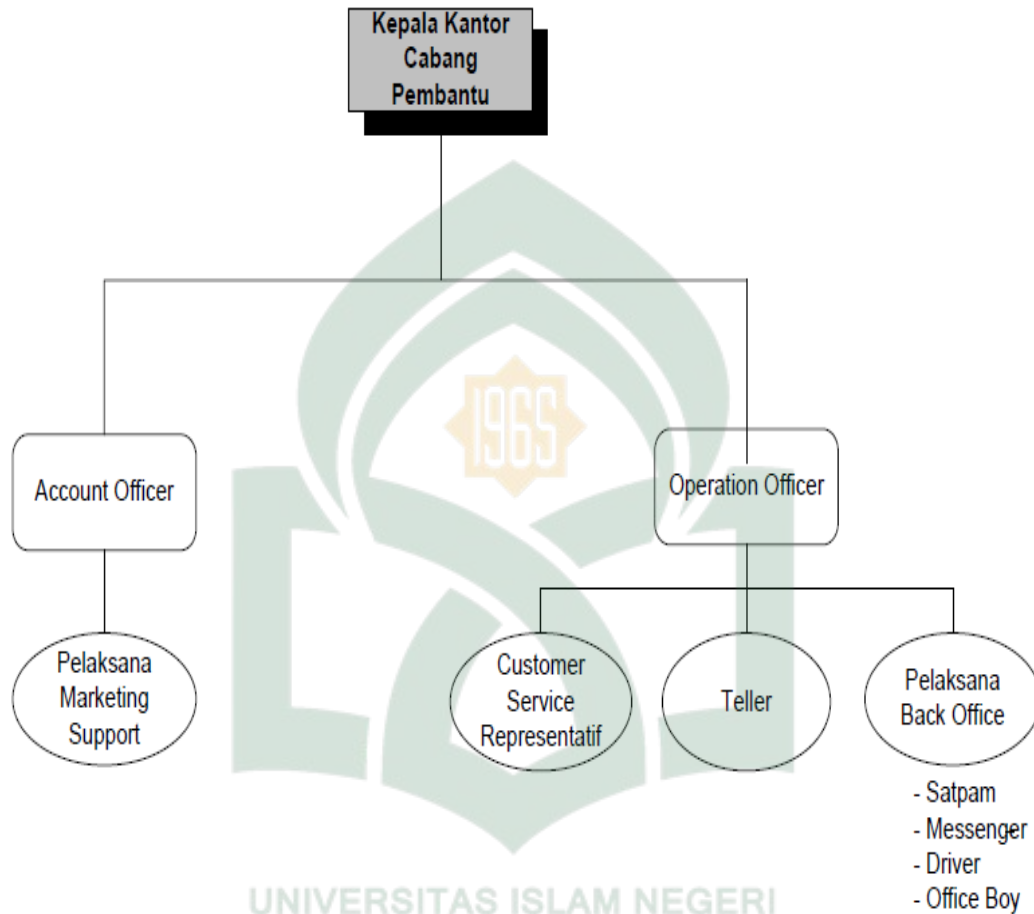 Kepala Kantor
Cabang
Pembantu
1965
Account Officer
Operation Officer
Pelaksana
Marketing
Support
Customer
Service
Representatif
Teller
Pelaksana
Back Office
- Satpam
- Messenger
- Driver
- Office Boy
UNIVERSITAS ISLAM NEGERI